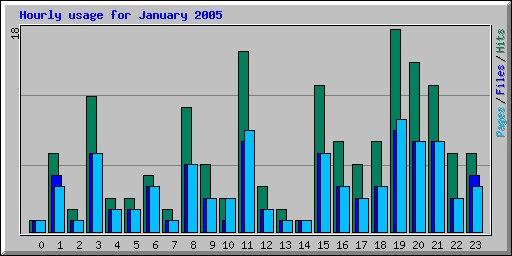 Hourly usage for January 2005
18
Pages / Files / Hits
0 1 2 3 4 5 6 7 8 9 10 11 12 13 14 15 16 17 18 19 20 21 22 23